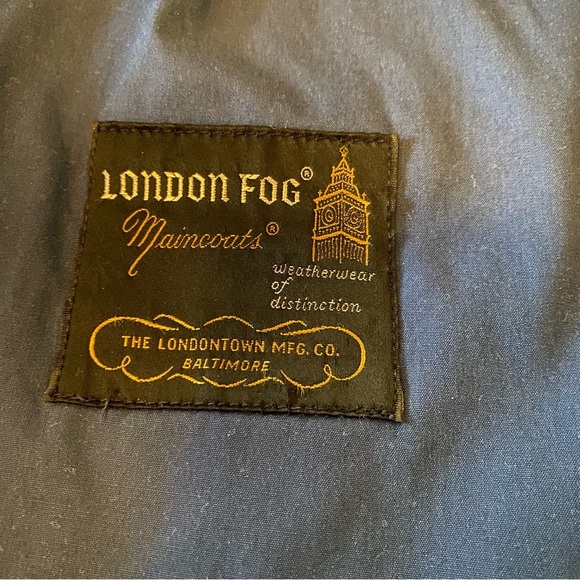 LONDON FOG®
Maincoats®
weatherwear
of
distinction
THE LONDONTOWN MFG. CO.
BALTIMORE